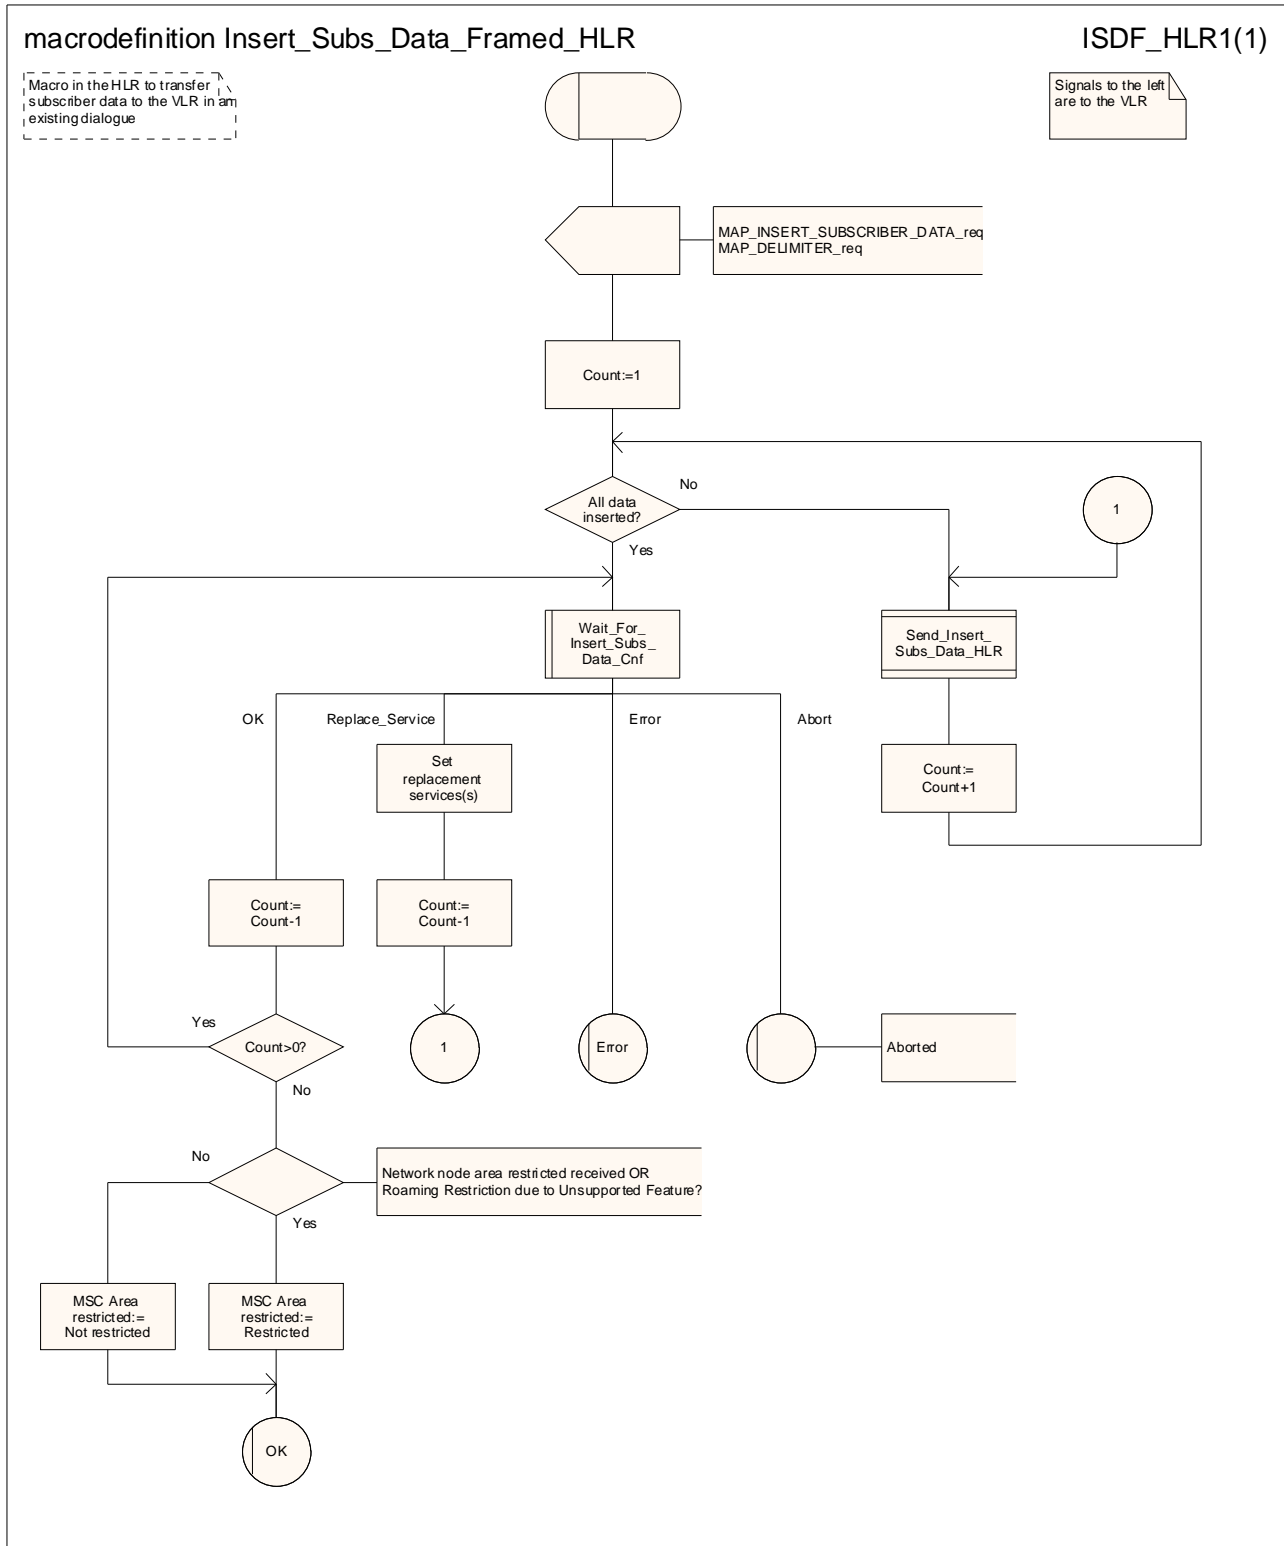 macrodefinition Insert_Subs_Data_Framed_HLR
ISDF_HLR1(1)
Macro in the HLR to transfer
subscriber data to the VLR in an
existing dialogue
Signals to the left
are to the VLR
MAP_INSERT_SUBSCRIBER_DATA_req
MAP_DELIMITER_req
Count:=1
All data
inserted?
No
1
Yes
Wait_For_
Insert_Subs_
Data_Cnf
Send_Insert_
Subs_Data_HLR
OK
Replace_Service
Error
Abort
Set
replacement
services(s)
Count:=
Count+1
Count:=
Count-1
Count:=
Count-1
Yes
Count>0?
1
Error
Aborted
No
No
Network node area restricted received OR
Roaming Restriction due to Unsupported Feature?
Yes
MSC Area
restricted:=
Not restricted
MSC Area
restricted:=
Restricted
OK